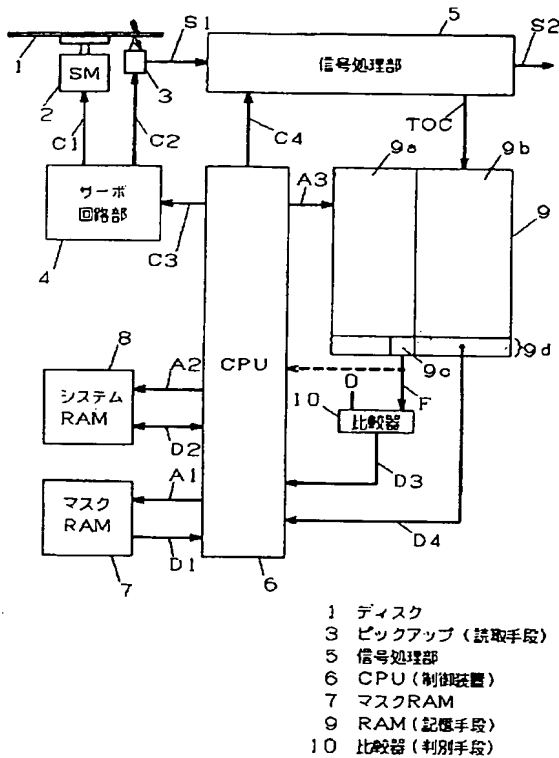 S1
5
S2
1
SM
3
信号処理部
2
C1
C2
C4
TOC
9a
9b
サーボ
回路部
A3
9
4
C3
8
CPU
9c
9d
システム
RAM
A2
D2
0
10
比較器
F
D3
マスク
RAM
A1
D1
D4
7
6
1 ディスク
3 ピックアップ(読取手段)
5 信号処理部
6 CPU(制御装置)
7 マスクRAM
9 RAM(記憶手段)
10 比較器(判別手段)